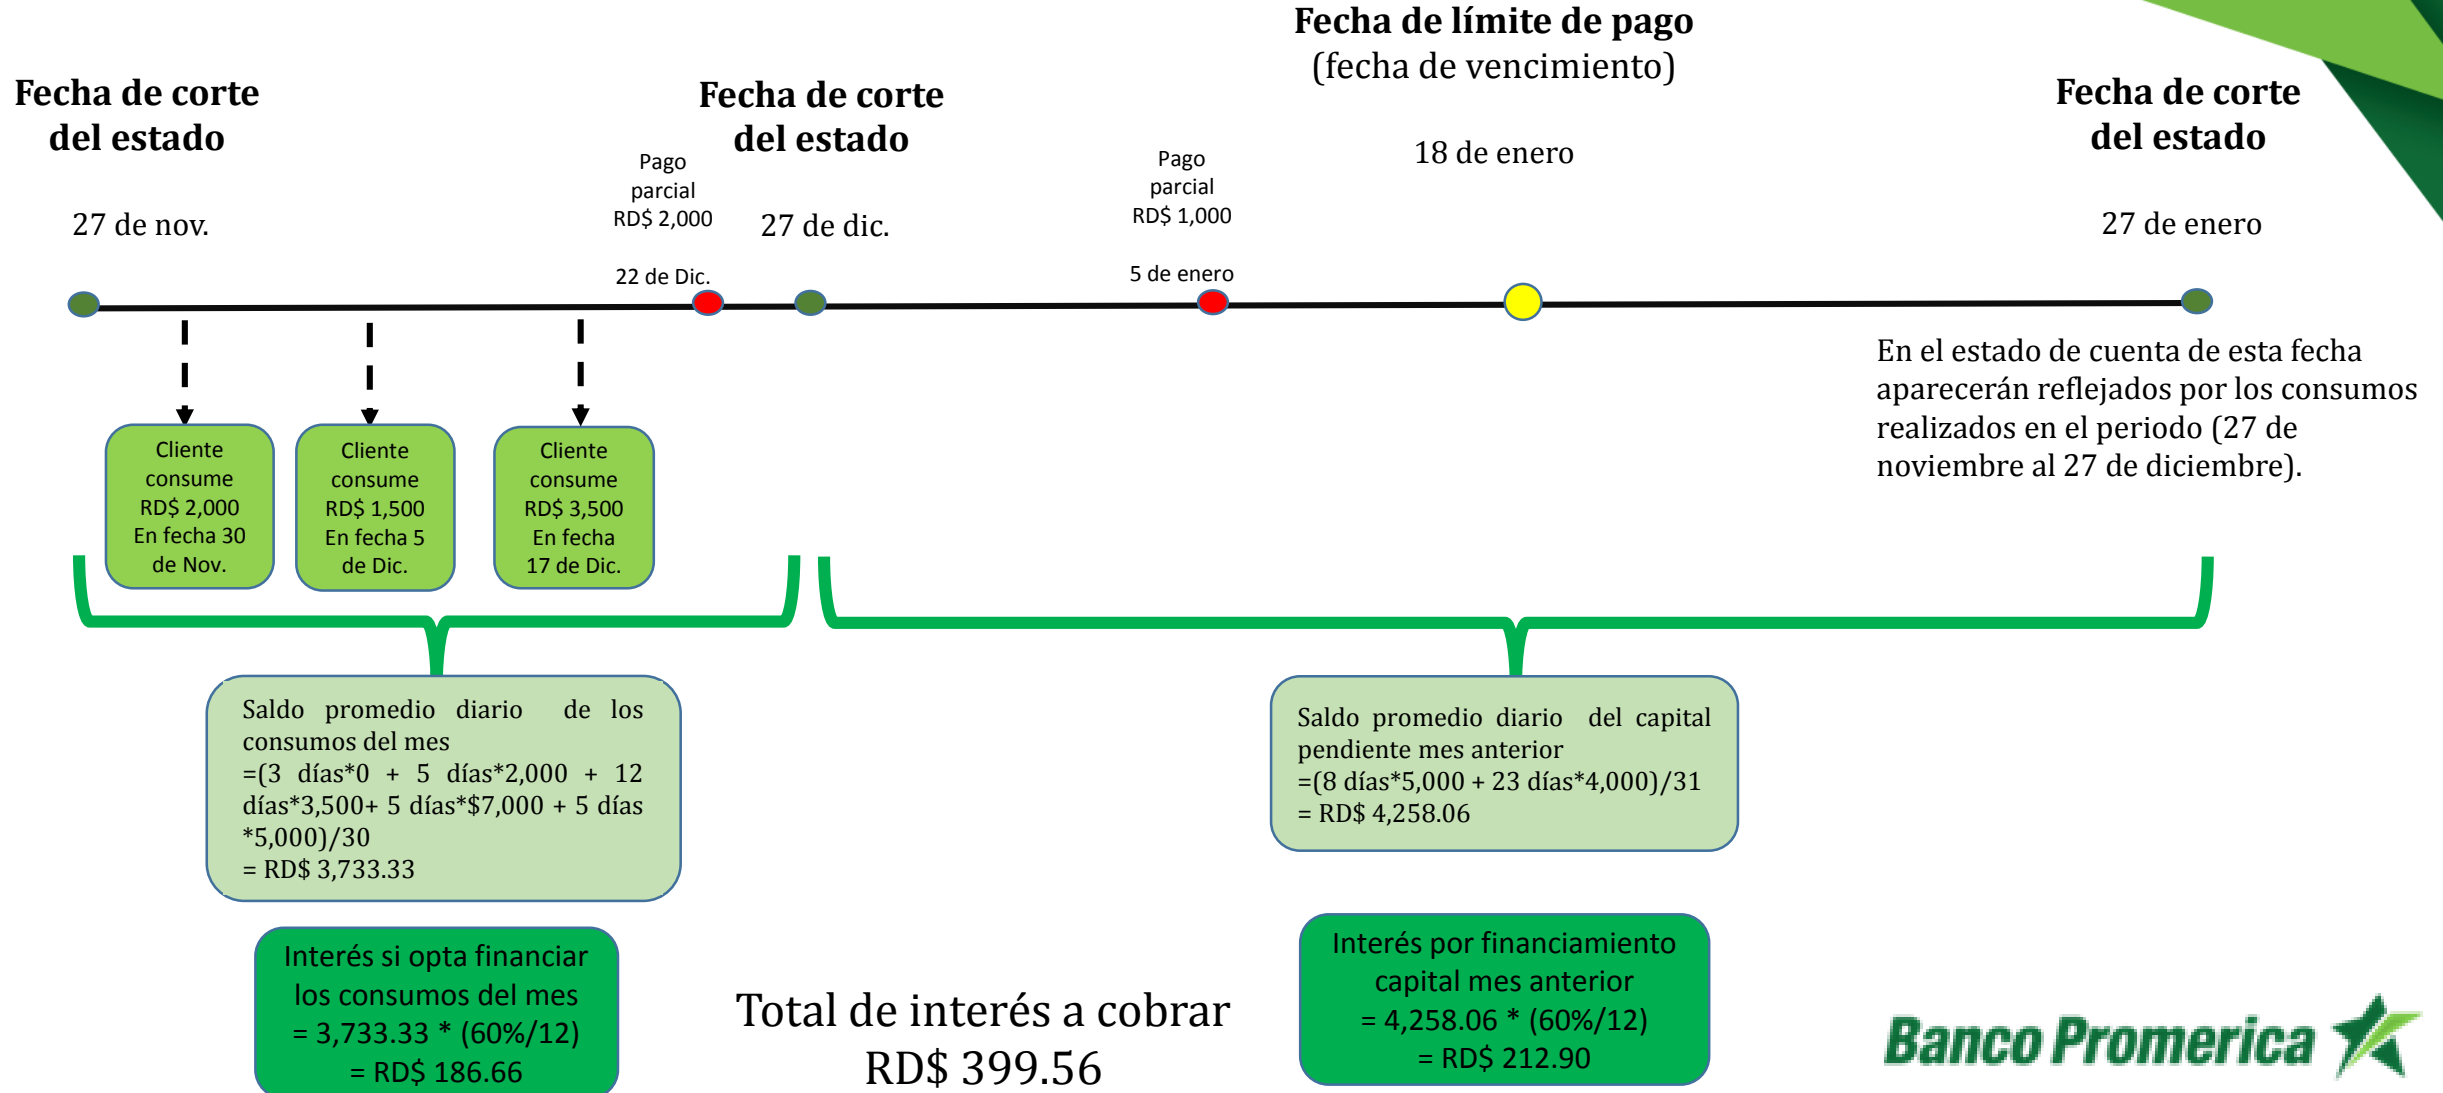 Fecha de límite de pago
(fecha de vencimiento)
18 de enero
Fecha de corte
del estado
27 de nov.
Pago
parcial
RD$ 2,000
22 de Dic.
Fecha de corte
del estado
27 de dic.
Pago
parcial
RD$ 1,000
5 de enero
Fecha de corte
del estado
27 de enero
En el estado de cuenta de esta fecha
aparecerán reflejados por los consumos
realizados en el periodo (27 de
noviembre al 27 de diciembre).
Cliente
consume
RD$ 2,000
En fecha 30
de Nov.
Cliente
consume
RD$ 1,500
En fecha 5
de Dic.
Cliente
consume
RD$ 3,500
En fecha
17 de Dic.
Saldo promedio diario de los
consumos del mes
=(3 días*0 + 5 días*2,000 + 12
días*3,500+ 5 días*$7,000 + 5 días
*5,000)/30
= RD$ 3,733.33
Saldo promedio diario del capital
pendiente mes anterior
=(8 días*5,000 + 23 días*4,000)/31
= RD$ 4,258.06
Interés si opta financiar
los consumos del mes
= 3,733.33 * (60%/12)
= RD$ 186.66
Total de interés a cobrar
RD$ 399.56
Interés por financiamiento
capital mes anterior
= 4,258.06 * (60%/12)
= RD$ 212.90
Banco Promerica